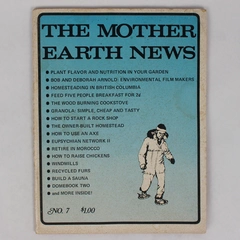 THE MOTHER
EARTH NEWS
• PLANT FLAVOR AND NUTRITION IN YOUR GARDEN
• BOB AND DEBORAH ARNOLD: ENVIRONMENTAL FILM MAKERS
• HOMESTEADING IN BRITISH COLUMBIA
• FEED FIVE PEOPLE BREAKFAST FOR 26
• THE WOOD BURNING COOKSTOVE
• GRANOLA: SIMPLE, CHEAP AND TASTY
• HOW TO START A ROCK SHOP
• THE OWNER-BUILT HOMESTEAD
• HOW TO USE AN AXE
• EUPSYCHIAN NETWORK II
• RETIRE IN MOROCCO
• HOW TO RAISE CHICKENS
• WINDMILLS
• RECYCLED FURS
• BUILD A SAUNA
• DOMEBOOK TWO
• and MORE INSIDE!
NO. 7 $1.00